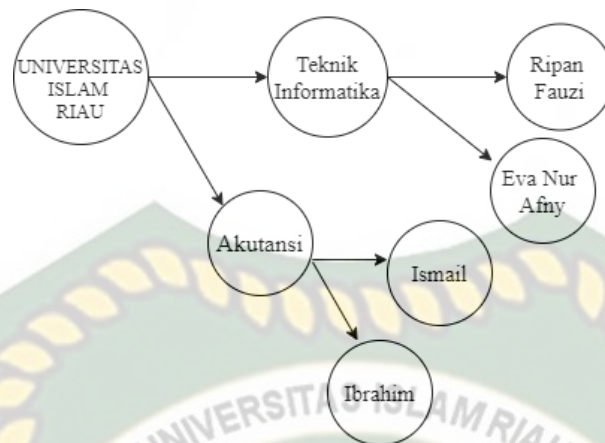 UNIVERSITAS
ISLAM
RIAU
Teknik
Informatika
Ripan
Fauzi
Eva Nur
Afny
Akutansi
Ismail
Ibrahim
UNIVERSITAS ISLAM RIAU